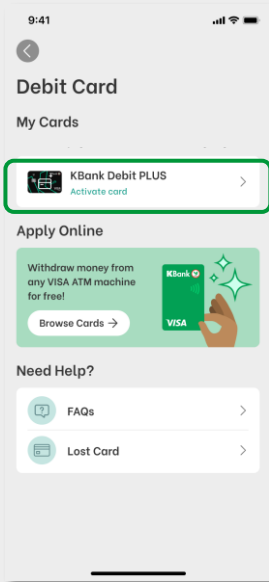 9:41
Debit Card
My Cards
KBank Debit PLUS
Activate card
Apply Online
Withdraw money from
any VISA ATM machine
for free!
Browse Cards →
KBank
VISA
Need Help?
FAQs
Lost Card